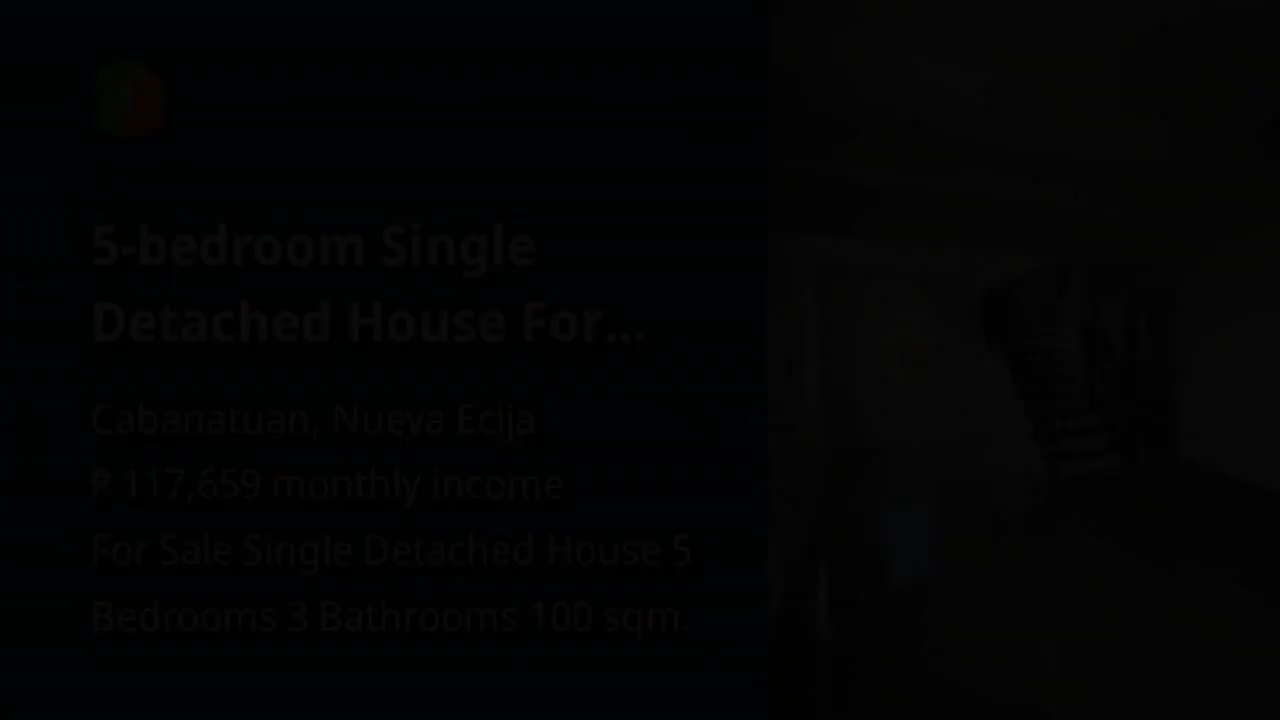 5-bedroom Single
Detached House For...
Cabanatuan, Nueva Ecija
₱ 117,659 monthly income
For Sale Single Detached House 5
Bedrooms 3 Bathrooms 100 sqm.